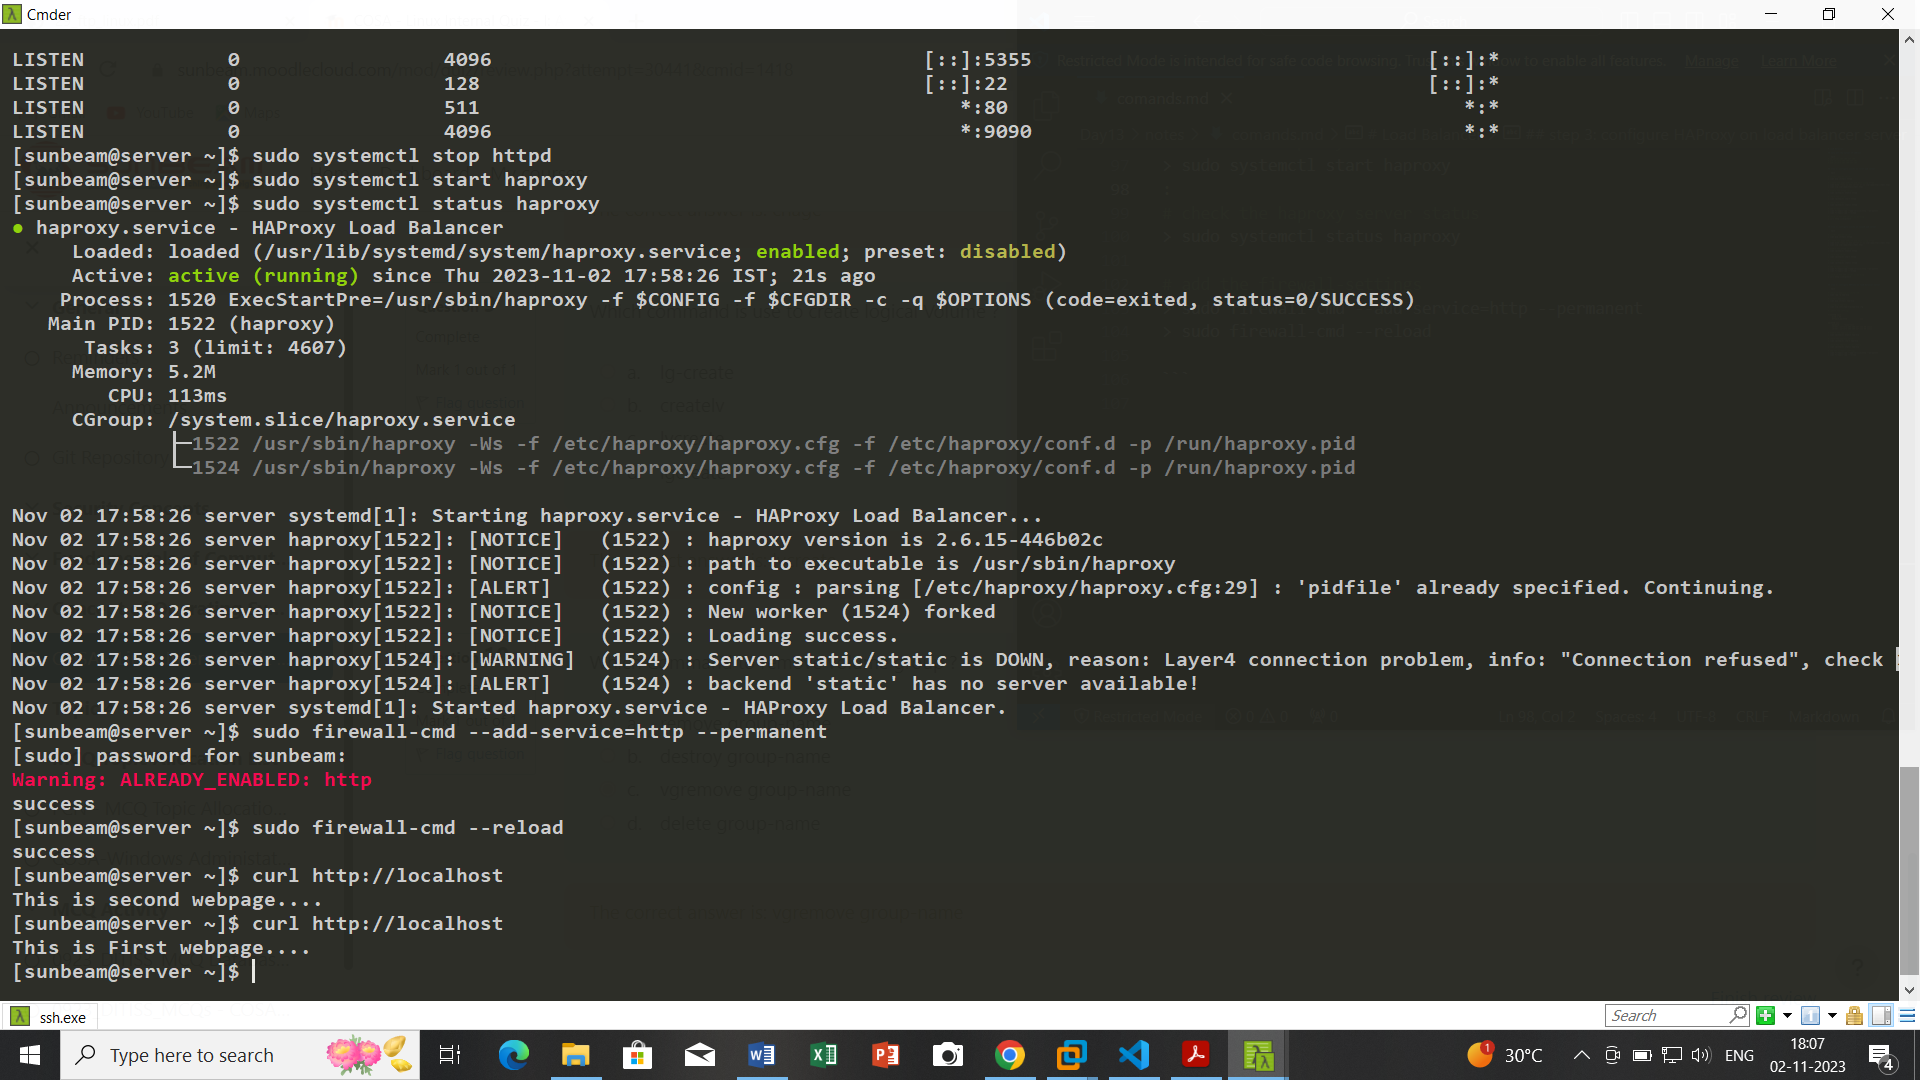 Cmder
LISTEN 0 4096 [::]:5355 [::]:*
LISTEN 0 128 [::]:22 [::]:*
LISTEN 0 511 *:80 *:*
LISTEN 0 4096 *:9090 *:*
[sunbeam@server ~]$ sudo systemctl stop httpd
[sunbeam@server ~]$ sudo systemctl start haproxy
[sunbeam@server ~]$ sudo systemctl status haproxy
● haproxy.service - HAProxy Load Balancer
Loaded: loaded (/usr/lib/systemd/system/haproxy.service; enabled; preset: disabled)
Active: active (running) since Thu 2023-11-02 17:58:26 IST; 21s ago
Process: 1520 ExecStartPre=/usr/sbin/haproxy -f $CONFIG -f $CFGDIR -c -q $OPTIONS (code=exited, status=0/SUCCESS)
Main PID: 1522 (haproxy)
Tasks: 3 (limit: 4607)
Memory: 5.2M
CPU: 113ms
CGroup: /system.slice/haproxy.service
├─1522 /usr/sbin/haproxy -Ws -f /etc/haproxy/haproxy.cfg -f /etc/haproxy/conf.d -p /run/haproxy.pid
└─1524 /usr/sbin/haproxy -Ws -f /etc/haproxy/haproxy.cfg -f /etc/haproxy/conf.d -p /run/haproxy.pid
Nov 02 17:58:26 server systemd[1]: Starting haproxy.service - HAProxy Load Balancer...
Nov 02 17:58:26 server haproxy[1522]: [NOTICE] (1522) : haproxy version is 2.6.15-446b02c
Nov 02 17:58:26 server haproxy[1522]: [NOTICE] (1522) : path to executable is /usr/sbin/haproxy
Nov 02 17:58:26 server haproxy[1522]: [ALERT] (1522) : config : parsing [/etc/haproxy/haproxy.cfg:29] : 'pidfile' already specified. Continuing.
Nov 02 17:58:26 server haproxy[1522]: [NOTICE] (1522) : New worker (1524) forked
Nov 02 17:58:26 server haproxy[1522]: [NOTICE] (1522) : Loading success.
Nov 02 17:58:26 server haproxy[1524]: [WARNING] (1524) : Server static/static is DOWN, reason: Layer4 connection problem, info: "Connection refused", check
Nov 02 17:58:26 server haproxy[1524]: [ALERT] (1524) : backend 'static' has no server available!
Nov 02 17:58:26 server systemd[1]: Started haproxy.service - HAProxy Load Balancer.
[sunbeam@server ~]$ sudo firewall-cmd --add-service=http --permanent
[sudo] password for sunbeam:
Warning: ALREADY_ENABLED: http
success
[sunbeam@server ~]$ sudo firewall-cmd --reload
success
[sunbeam@server ~]$ curl http://localhost
This is second webpage....
[sunbeam@server ~]$ curl http://localhost
This is First webpage....
[sunbeam@server ~]$
ssh.exe
Search
Type here to search
30°C
ENG
18:07
02-11-2023
4